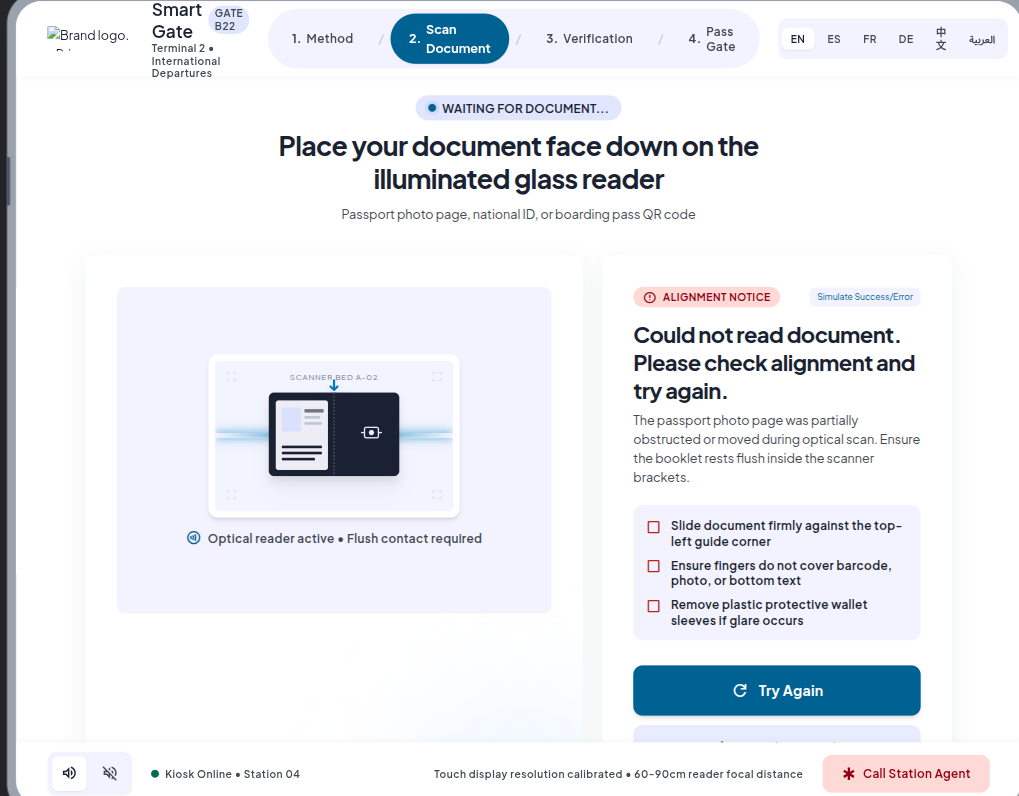 Brand logo.
Smart
Gate
GATE
B22
Terminal 2 •
International
Departures
1. Method
/
2. Scan
Document
/
3. Verification
/
4. Pass
Gate
EN
ES
FR
DE
中
文
العربية
WAITING FOR DOCUMENT...
Place your document face down on the
illuminated glass reader
Passport photo page, national ID, or boarding pass QR code
SCANNER BED A-02
Optical reader active • Flush contact required
ALIGNMENT NOTICE
Simulate Success/Error
Could not read document.
Please check alignment and
try again.
The passport photo page was partially
obstructed or moved during optical scan. Ensure
the booklet rests flush inside the scanner
brackets.
Slide document firmly against the top-
left guide corner
Ensure fingers do not cover barcode,
photo, or bottom text
Remove plastic protective wallet
sleeves if glare occurs
Try Again
Kiosk Online • Station 04
Touch display resolution calibrated • 60-90cm reader focal distance
Call Station Agent